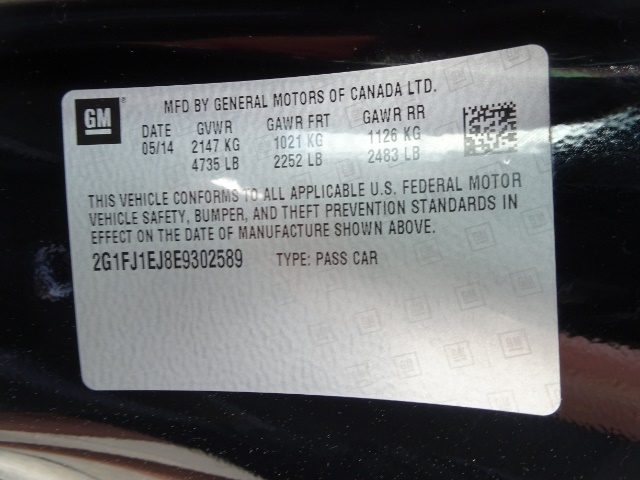 GM
MFD BY GENERAL MOTORS OF CANADA LTD.
DATE GVWR GAWR FRT GAWR RR
05/14 2147 KG 1021 KG 1126 KG
4735 LB 2252 LB 2483 LB
THIS VEHICLE CONFORMS TO ALL APPLICABLE U.S. FEDERAL MOTOR
VEHICLE SAFETY, BUMPER, AND THEFT PREVENTION STANDARDS IN
EFFECT ON THE DATE OF MANUFACTURE SHOWN ABOVE.
2G1FJ1EJ8E9302589 TYPE: PASS CAR